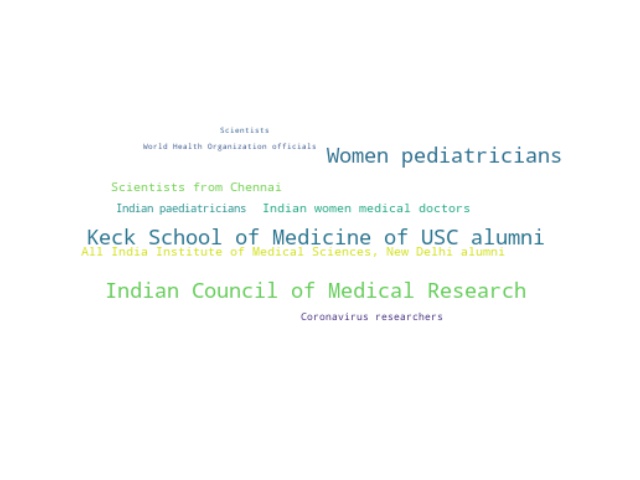 Scientists
World Health Organization officials
Women pediatricians
Scientists from Chennai
Indian paediatricians
Indian women medical doctors
Keck School of Medicine of USC alumni
All India Institute of Medical Sciences, New Delhi alumni
Indian Council of Medical Research
Coronavirus researchers